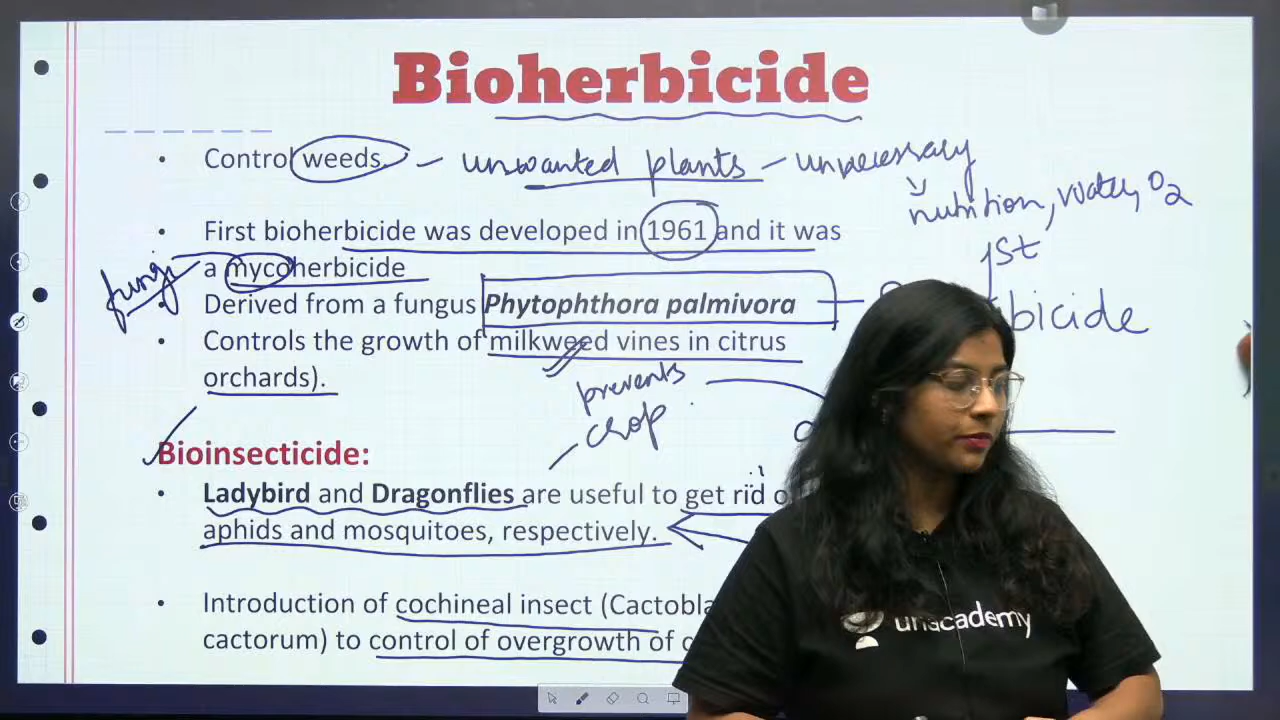 Bioherbicide
• Control weeds. – unwanted plants – unnecessary
nutrition, water, O2
• First bioherbicide was developed in 1961 and it was
a mycoherbicide
fungi
1st
• Derived from a fungus Phytophthora palmivora
bicide
• Controls the growth of milkweed vines in citrus
orchards).
prevents
crop
Bioinsecticide:
• Ladybird and Dragonflies are useful to get rid
aphids and mosquitoes, respectively.
• Introduction of cochineal insect (Cactobla
cactorum) to control of overgrowth of
unacademy